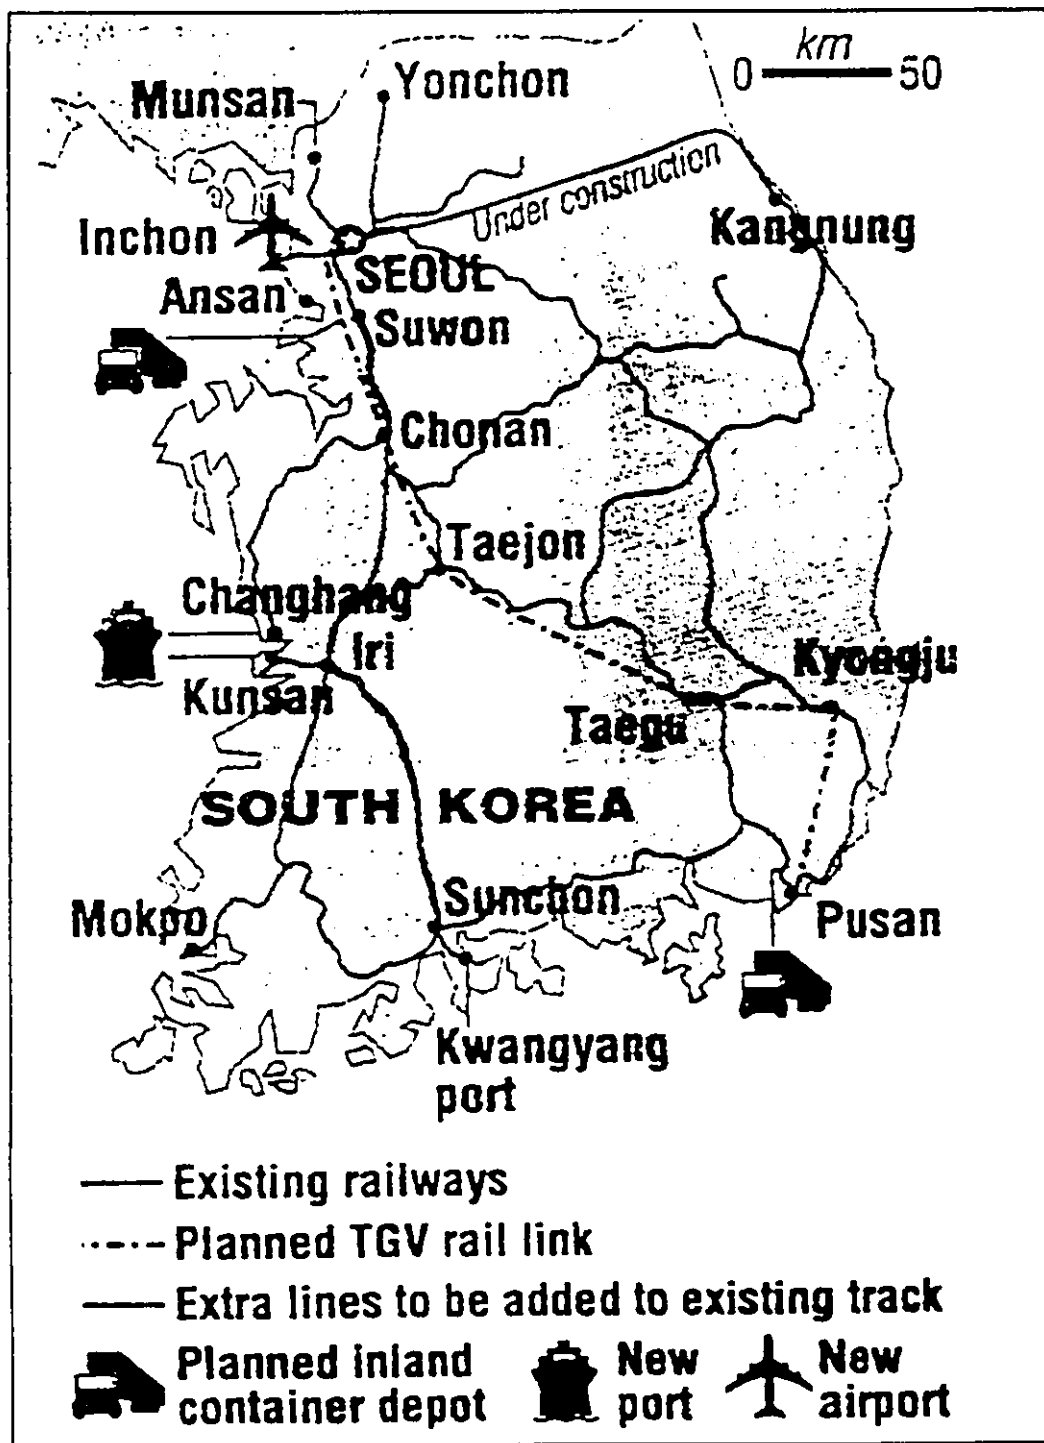 km
0 50
Munsan
Yonchon
Under construction
Kangnung
Inchon
SEOUL
Ansan
Suwon
Chonan
Taejon
Changhang
Iri
Kunsan
Kyongju
Taegu
SOUTH KOREA
Mokpo
Sunchon
Pusan
Kwangyang
port
Existing railways
Planned TGV rail link
Extra lines to be added to existing track
Planned inland
container depot
New
port
New
airport